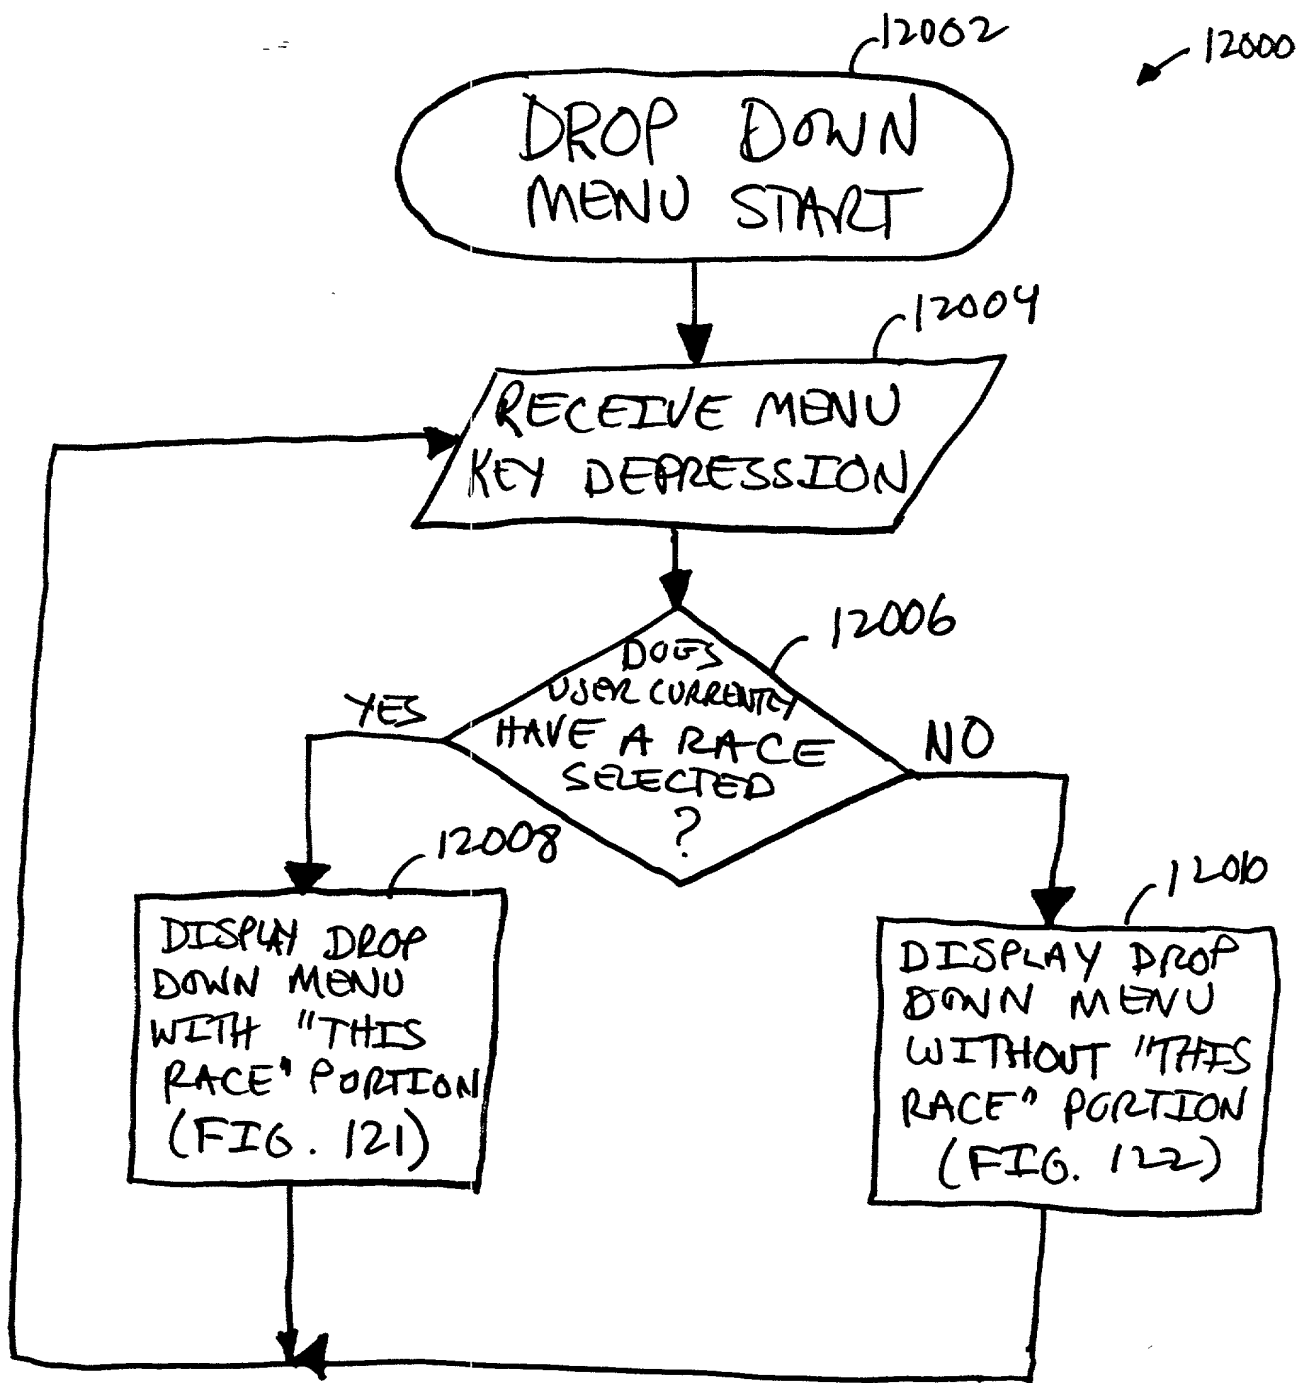 12002
12000
DROP DOWN
MENU START
12004
RECEIVE MENU
KEY DEPRESSION
12006
DOES
USER CURRENTLY
HAVE A RACE
SELECTED
?
YES
NO
12008
DISPLAY DROP
DOWN MENU
WITH "THIS
RACE" PORTION
(FIG. 121)
12010
DISPLAY DROP
DOWN MENU
WITHOUT "THIS
RACE" PORTION
(FIG. 122)